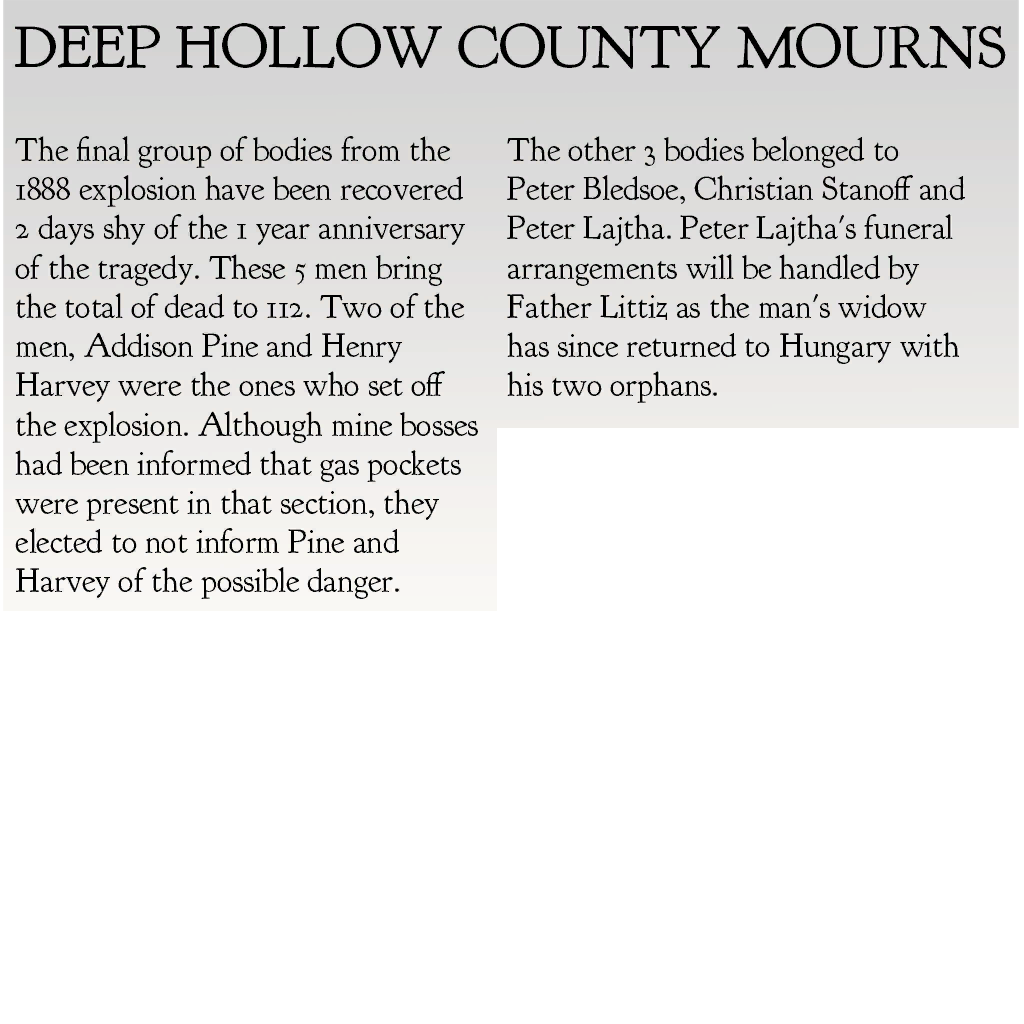 DEEP HOLLOW COUNTY MOURNS
The final group of bodies from the
1888 explosion have been recovered
2 days shy of the 1 year anniversary
of the tragedy. These 5 men bring
the total of dead to 112. Two of the
men, Addison Pine and Henry
Harvey were the ones who set off
the explosion. Although mine bosses
had been informed that gas pockets
were present in that section, they
elected to not inform Pine and
Harvey of the possible danger.
The other 3 bodies belonged to
Peter Bledsoe, Christian Stanoff and
Peter Lajtha. Peter Lajtha's funeral
arrangements will be handled by
Father Littiz as the man's widow
has since returned to Hungary with
his two orphans.